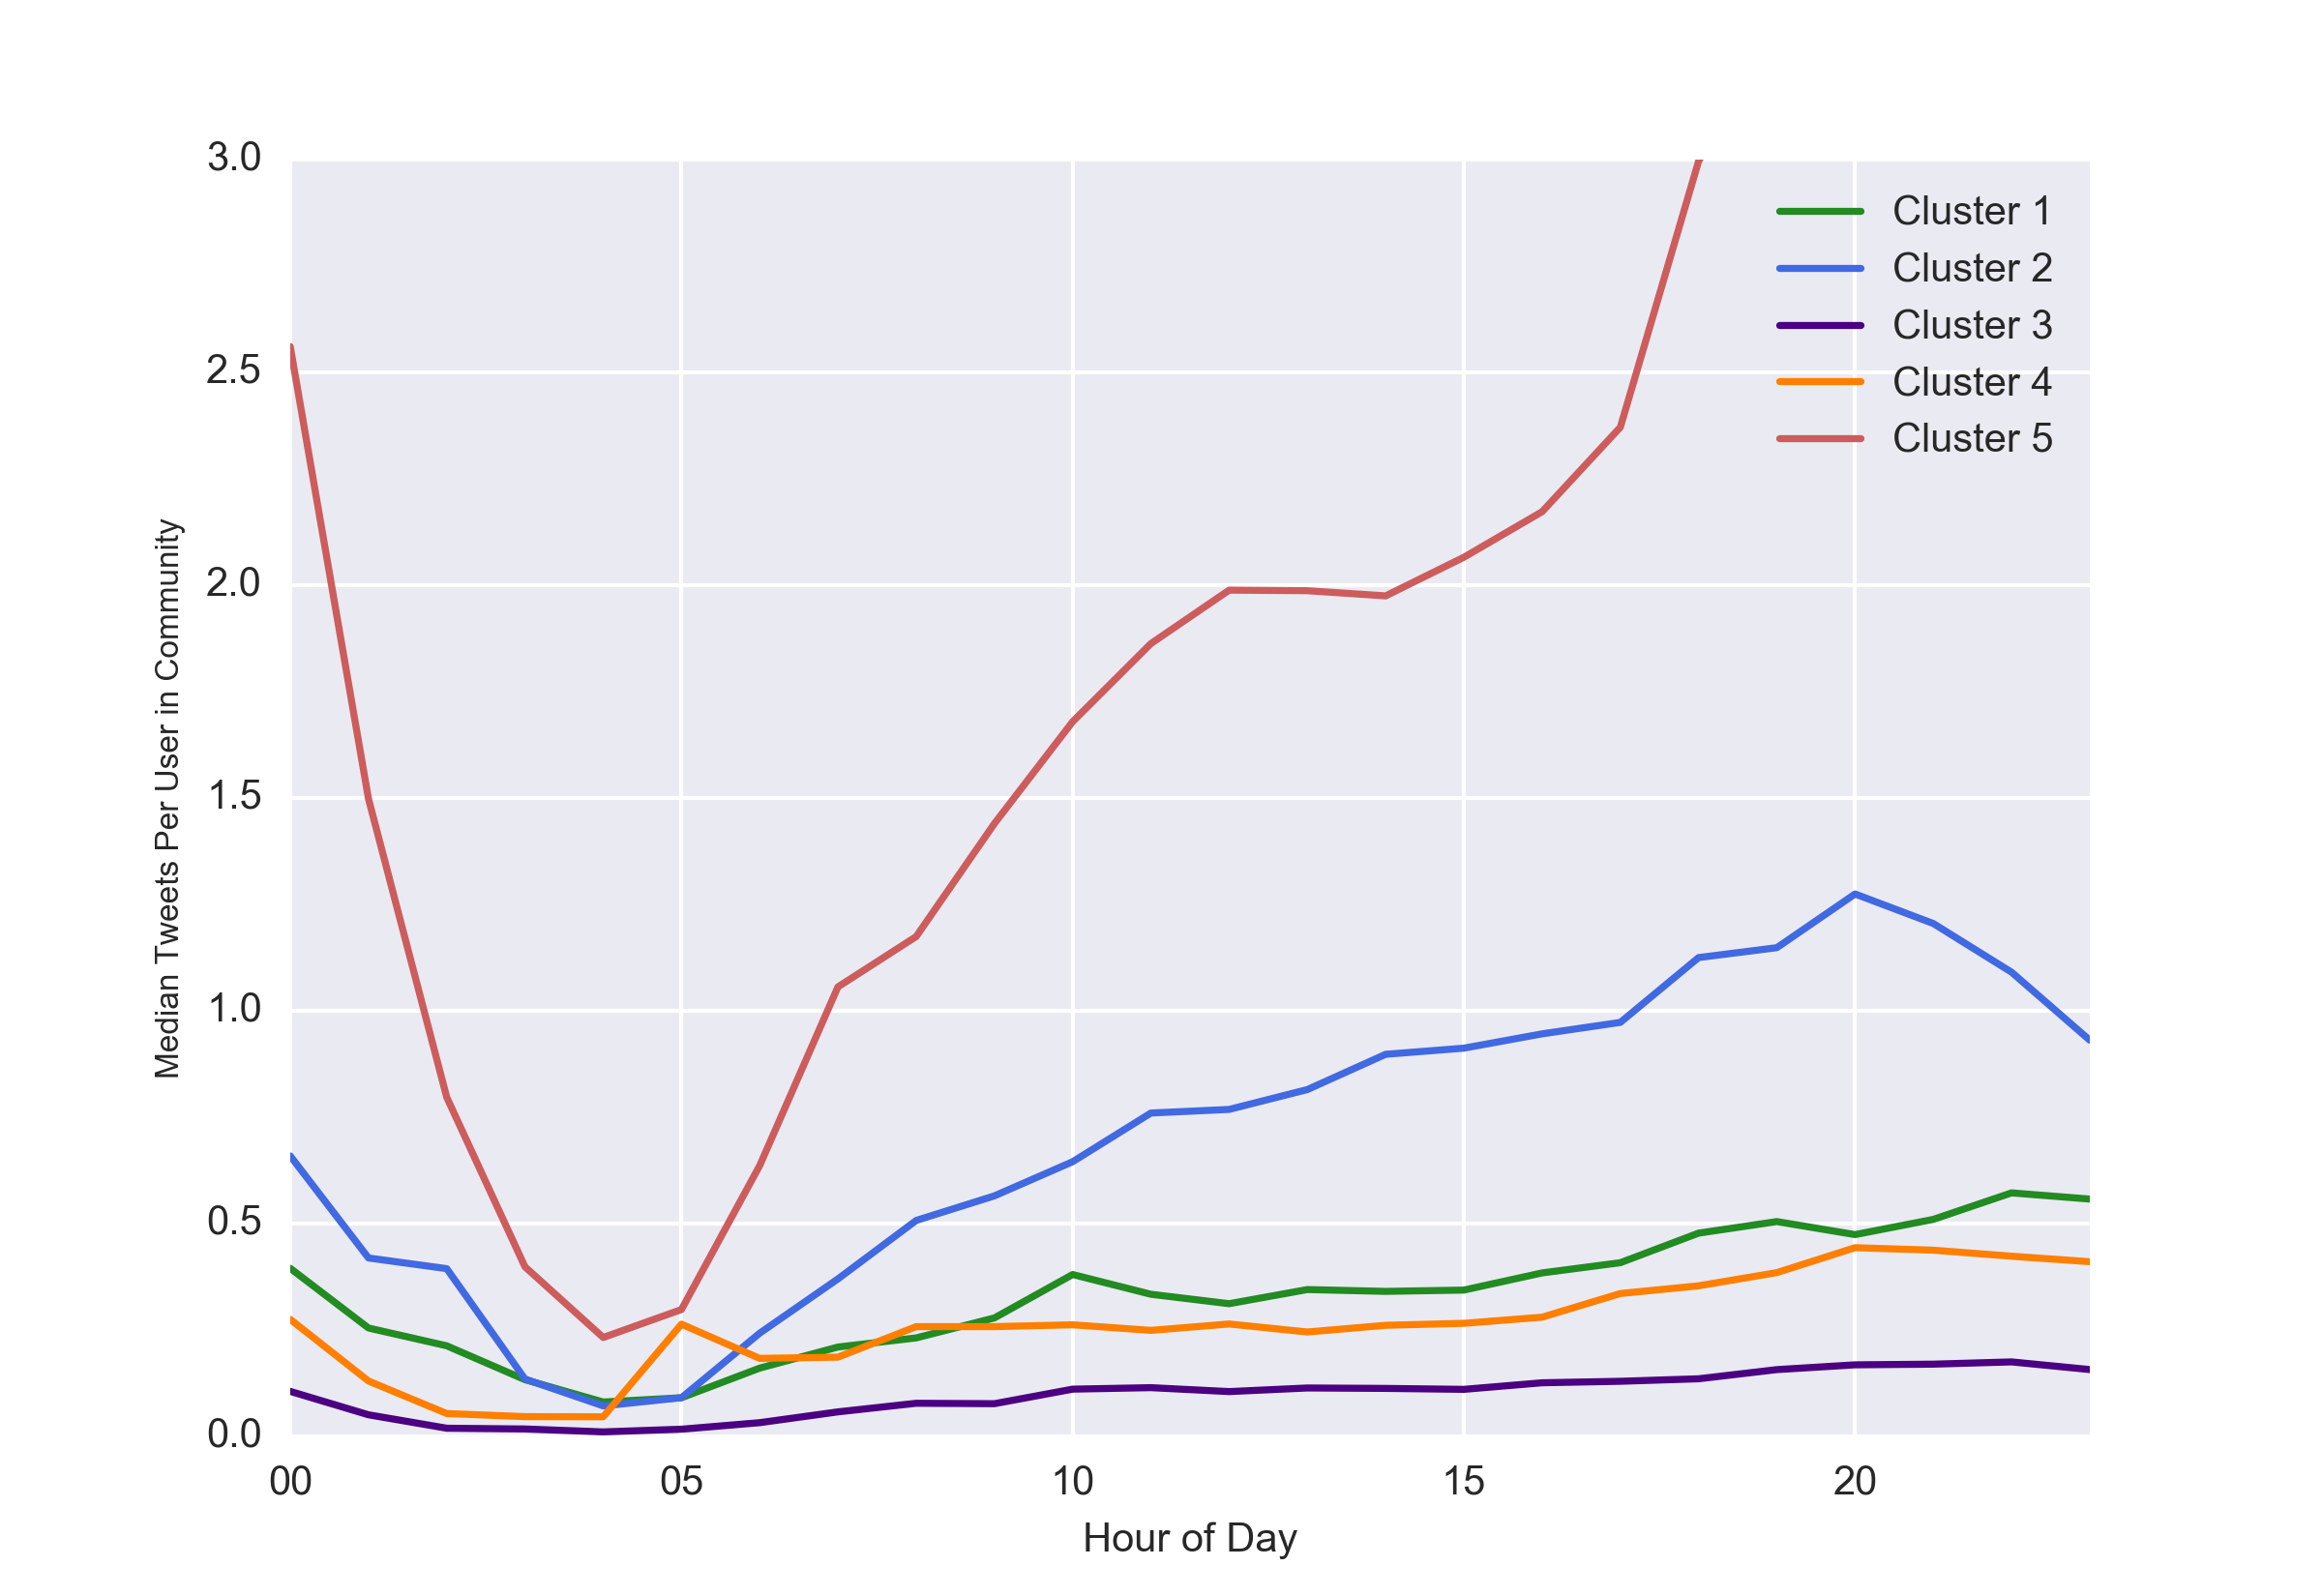 3.0
2.5
2.0
1.5
1.0
0.5
0.0
Median Tweets Per User in Community
Cluster 1
Cluster 2
Cluster 3
Cluster 4
Cluster 5
00 05 10 15 20
Hour of Day